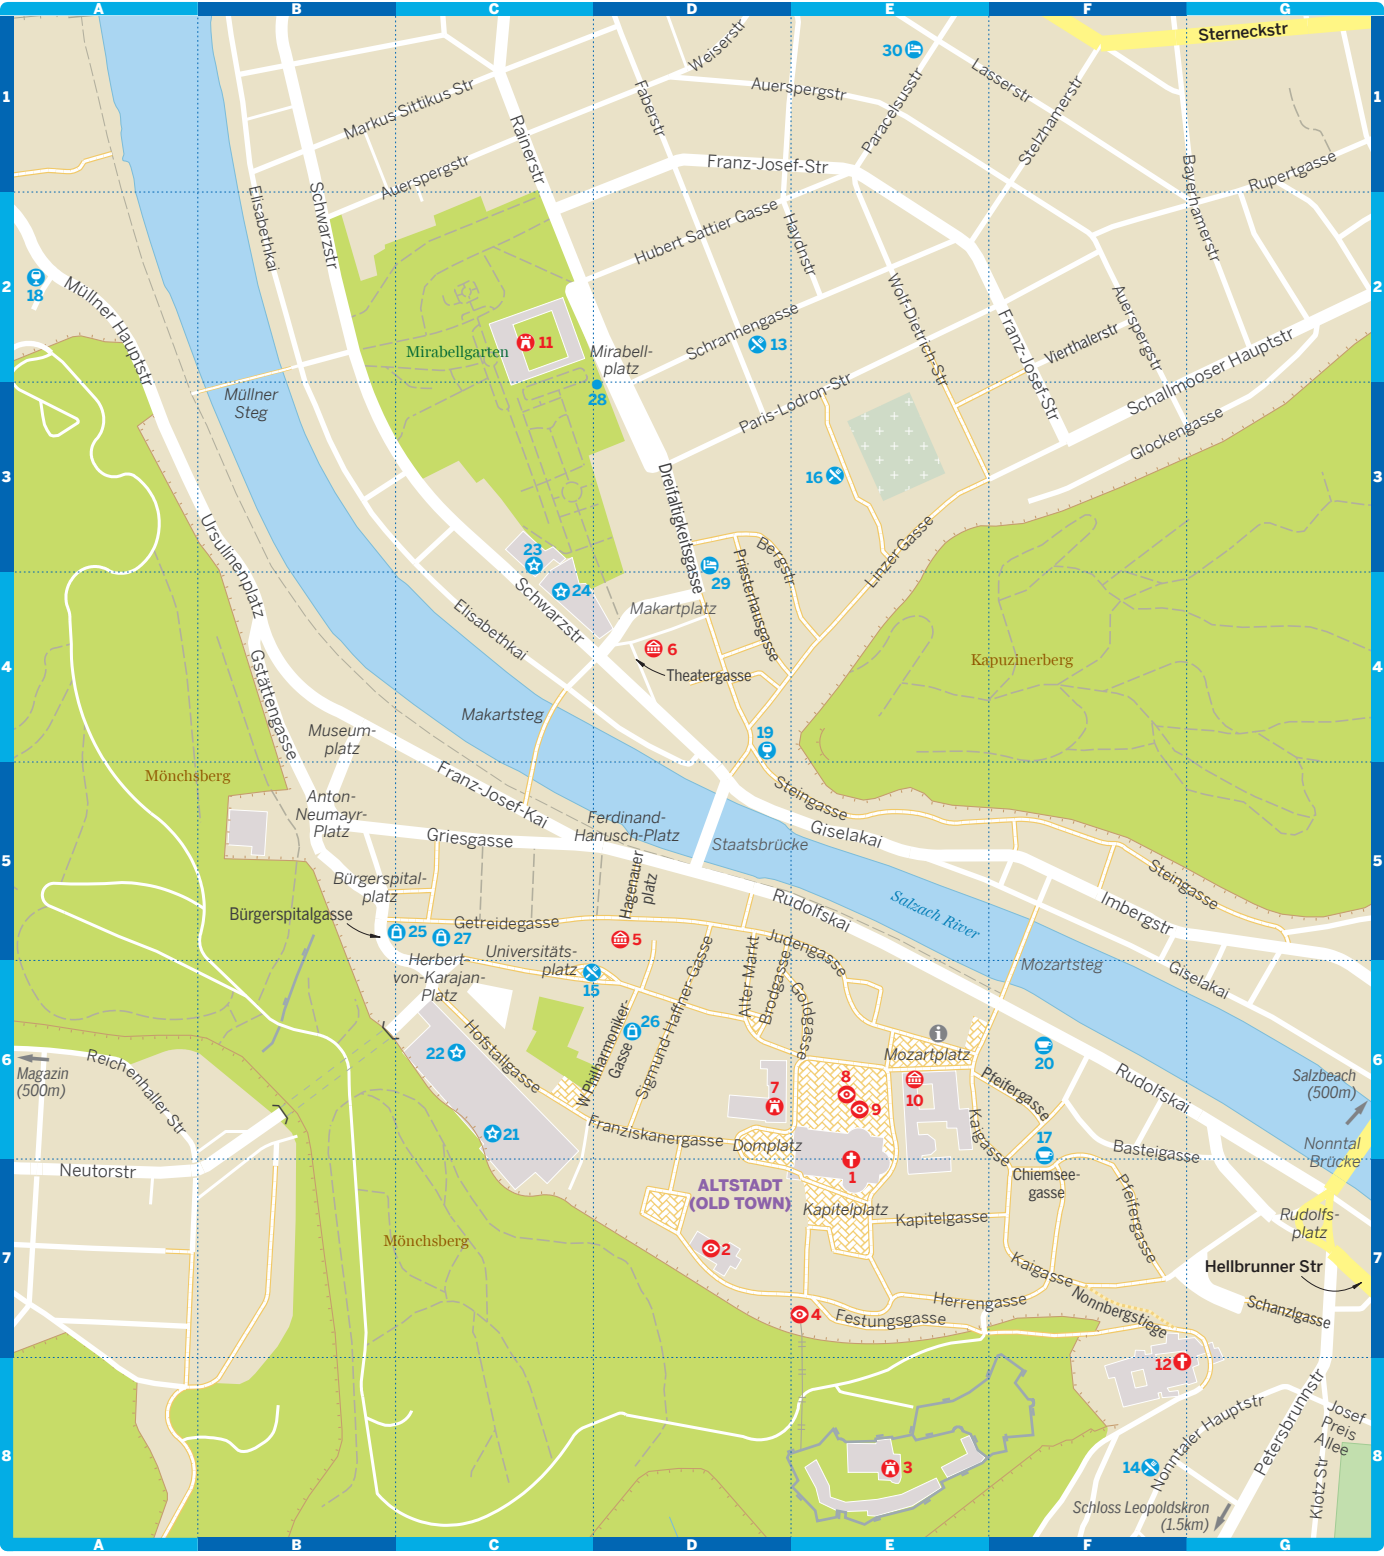 A B C D E F G
1 1
Sterneckstr
30
Weiserstr
Lasserstr
Auerspergstr
Faberstr
Markus Sittikus Str
Paracelsusstr
Stelzhamerstr
Rainerstr
Auerspergstr
Franz-Josef-Str
Bayerhamerstr
Rupertgasse
Elisabethkai
Schwarzstr
Hubert Sattier Gasse
Haydnstr
2 2
18
Müllner Hauptstr
Wolf-Dietrich-Str
Franz-Josef-Str
Auerspergstr
Vierthalerstr
Schrannengasse
13
11
Mirabellgarten
Mirabell-
platz
Schallmooser Hauptstr
Paris-Lodron-Str
28
Müllner
Steg
Glockengasse
3 3
16
Dreifaltigkeitsgasse
Ursulinenplatz
Linzer Gasse
Bergstr
Priesterhausgasse
23
29
24
Schwarzstr
Elisabethkai
Makartplatz
4 4
6
Theatergasse
Kapuzinerberg
Gstättengasse
Makartsteg
Museum-
platz
19
Mönchsberg
Franz-Josef-Kai
Steingasse
Anton-
Neumayr-
Platz
Ferdinand-
Hanusch-Platz
Giselakai
Griesgasse
Staatsbrücke
5 5
Steingasse
Bürgerspital-
platz
Hagenauer
platz
Imbergstr
Bürgerspitalgasse
Rudolfskai
Salzach River
Getreidegasse
25
27
5
Judengasse
Universitäts-
platz
Herbert-
von-Karajan-
Platz
Mozartsteg
Giselakai
15
Alter Markt
Brodgasse
Goldgasse
Sigmund-Haffner-Gasse
W Philharmoniker-
Gasse
26
Hofstallgasse
22
i
Mozartplatz
20
6 6
Magazin
(500m)
Reichenhaller Str
Pfeifergasse
Rudolfskai
Salzbeach
(500m)
7
8
9
10
Kaigasse
21
Franziskanergasse
Domplatz
17
Basteigasse
Nonntal
Brücke
Neutorstr
1
Chiemsee-
gasse
ALTSTADT
(OLD TOWN)
Kapitelplatz
Kapitelgasse
Pfeifergasse
Rudolfs-
platz
Mönchsberg
7 7
2
Kaigasse
Hellbrunner Str
Herrengasse
Nonnbergstiege
Schanzlgasse
4
Festungsgasse
12
Petersbrunnstr
Nonntaler Hauptstr
Josef
Preis
Allee
8 8
3
14
Klotz Str
Schloss Leopoldskron
(1.5km)
A B C D E F G